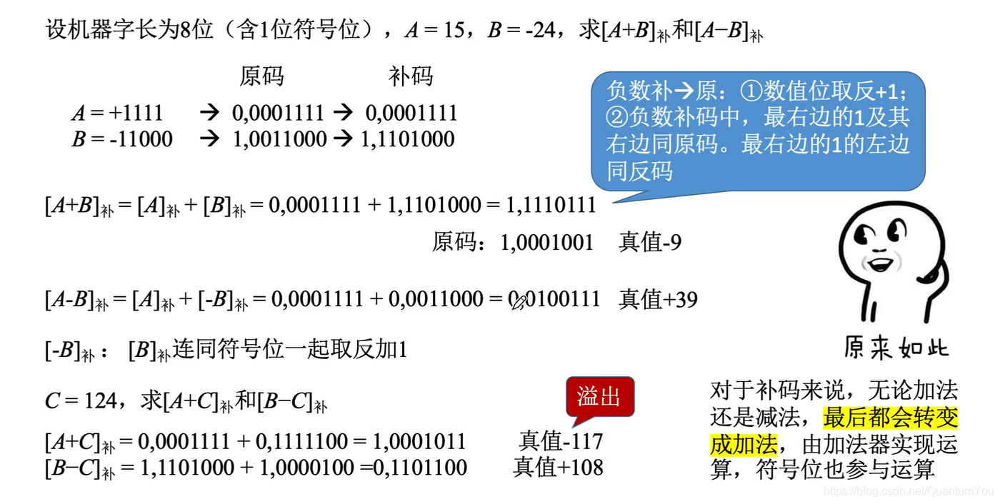 设机器字长为8位（含1位符号位），A = 15，B = -24，求[A+B]补和[A−B]补
原码 补码
A = +1111 → 0,0001111 → 0,0001111
B = -11000 → 1,0011000 → 1,1101000
负数补→原：①数值位取反+1；
②负数补码中，最右边的1及其
右边同原码。最右边的1的左边
同反码
[A+B]补 = [A]补 + [B]补 = 0,0001111 + 1,1101000 = 1,1110111
原码：1,0001001 真值-9
[A-B]补 = [A]补 + [-B]补 = 0,0001111 + 0,0011000 = 0,0100111 真值+39
[-B]补： [B]补连同符号位一起取反加1
原来如此
C = 124，求[A+C]补和[B−C]补
溢出
[A+C]补 = 0,0001111 + 0,1111100 = 1,0001011 真值-117
[B−C]补 = 1,1101000 + 1,0000100 =0,1101100 真值+108
对于补码来说，无论加法
还是减法，最后都会转变
成加法，由加法器实现运
算，符号位也参与运算
https://blog.csdn.net/QuantumYou